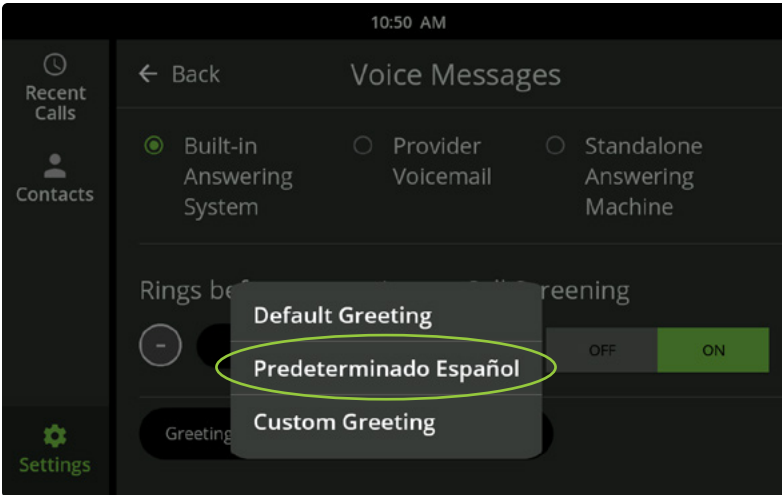 10:50 AM
Recent
Calls
Contacts
Settings
← Back
Voice Messages
Built-in
Answering
System
Provider
Voicemail
Standalone
Answering
Machine
Rings
reening
-
OFF
ON
Greeting
Default Greeting
Predeterminado Español
Custom Greeting